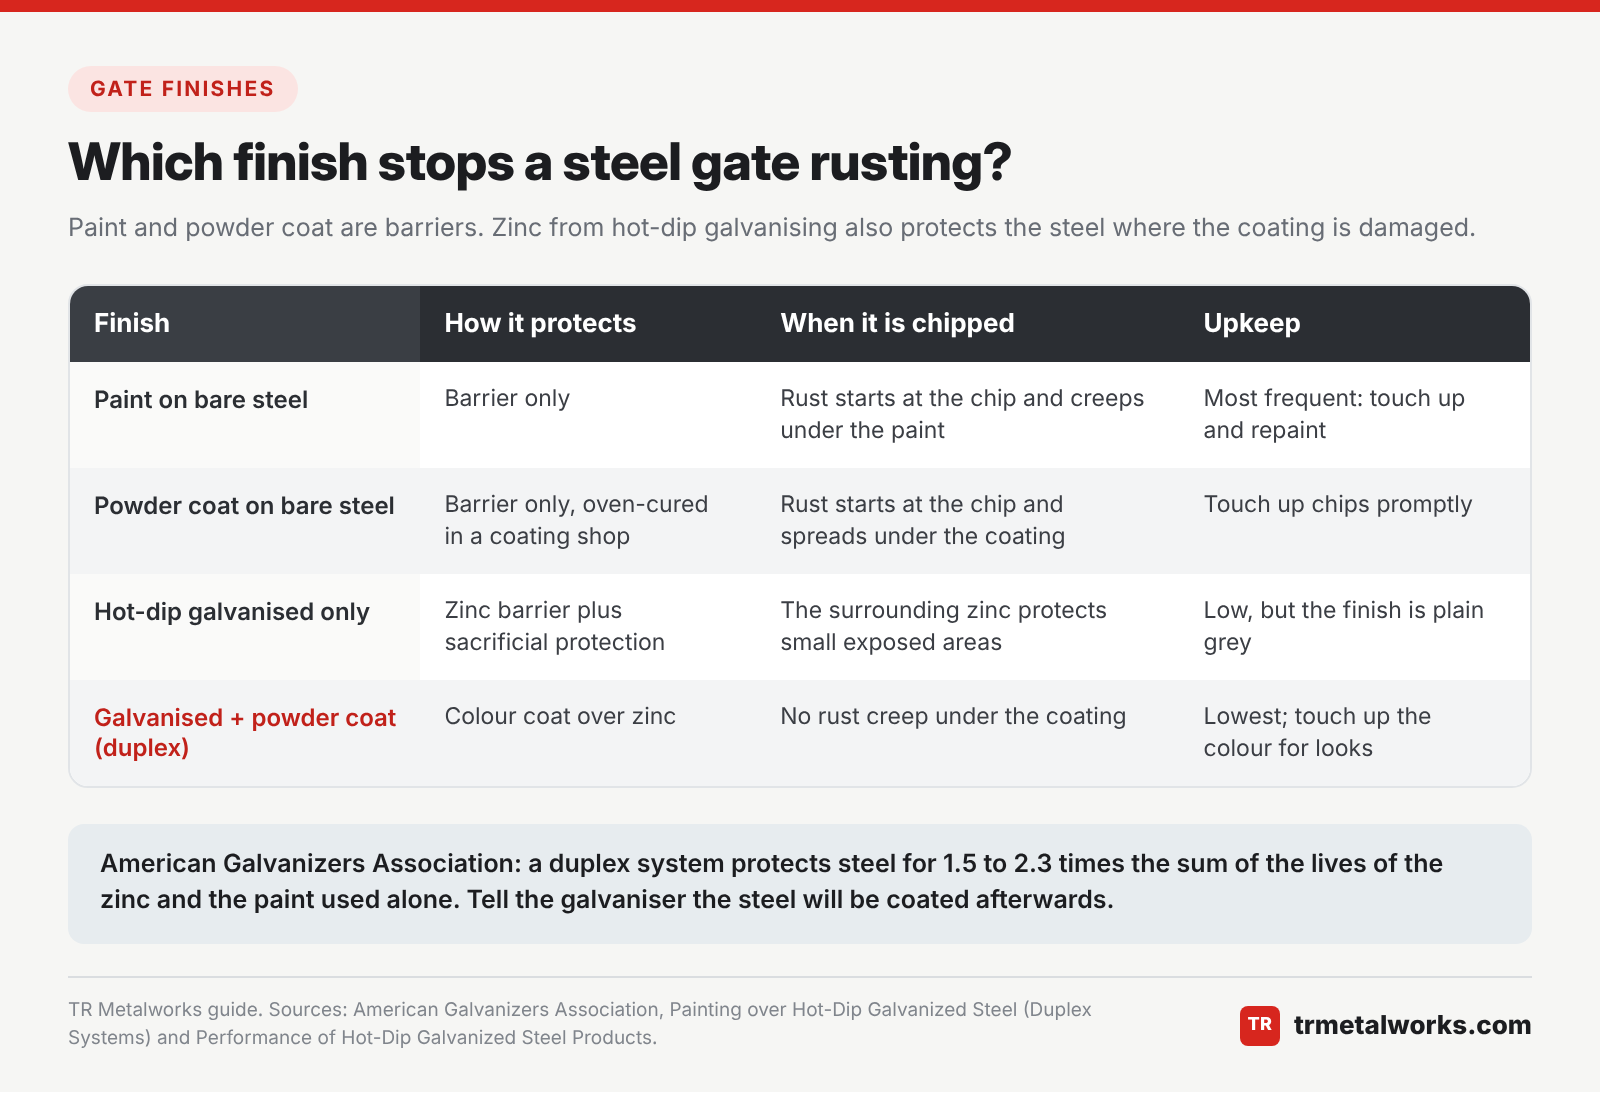 GATE FINISHES
Which finish stops a steel gate rusting?
Paint and powder coat are barriers. Zinc from hot-dip galvanising also protects the steel where the coating is damaged.
Finish
How it protects
When it is chipped
Upkeep
Paint on bare steel
Barrier only
Rust starts at the chip and creeps
under the paint
Most frequent: touch up
and repaint
Powder coat on bare steel
Barrier only, oven-cured
in a coating shop
Rust starts at the chip and
spreads under the coating
Touch up chips promptly
Hot-dip galvanised only
Zinc barrier plus
sacrificial protection
The surrounding zinc protects
small exposed areas
Low, but the finish is plain
grey
Galvanised + powder coat
(duplex)
Colour coat over zinc
No rust creep under the coating
Lowest; touch up the
colour for looks
American Galvanizers Association: a duplex system protects steel for 1.5 to 2.3 times the sum of the lives of the
zinc and the paint used alone. Tell the galvaniser the steel will be coated afterwards.
TR Metalworks guide. Sources: American Galvanizers Association, Painting over Hot-Dip Galvanized Steel (Duplex
Systems) and Performance of Hot-Dip Galvanized Steel Products.
TR
trmetalworks.com